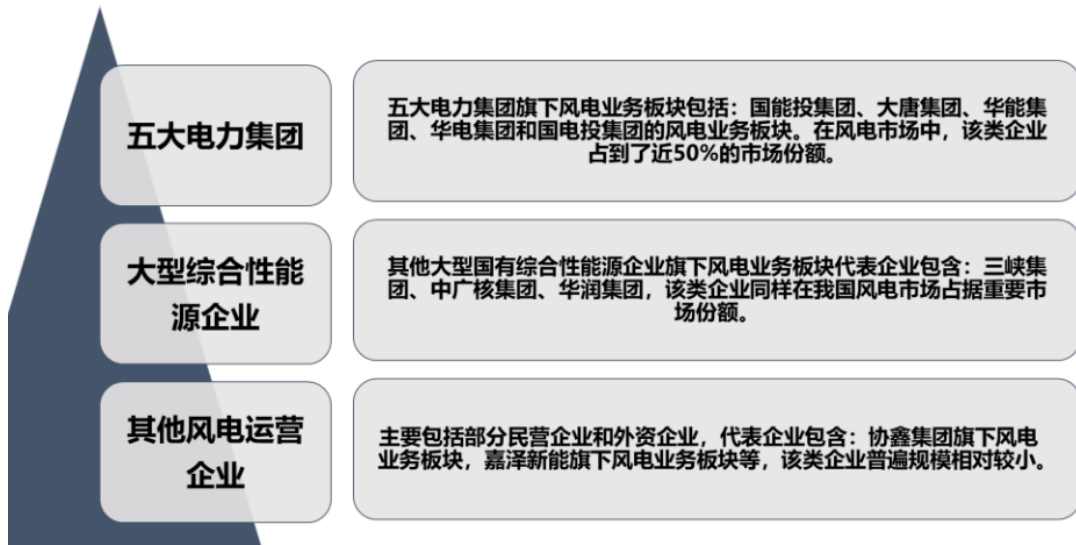 五大电力集团
五大电力集团旗下风电业务板块包括：国能投集团、大唐集团、华能集
团、华电集团和国电投集团的风电业务板块。在风电市场中，该类企业
占到了近50%的市场份额。
大型综合性能
源企业
其他大型国有综合性能源企业旗下风电业务板块代表企业包含：三峡集
团、中广核集团、华润集团，该类企业同样在我国风电市场占据重要市
场份额。
其他风电运营
企业
主要包括部分民营企业和外资企业，代表企业包含：协鑫集团旗下风电
业务板块，嘉泽新能旗下风电业务板块等，该类企业普遍规模相对较小。